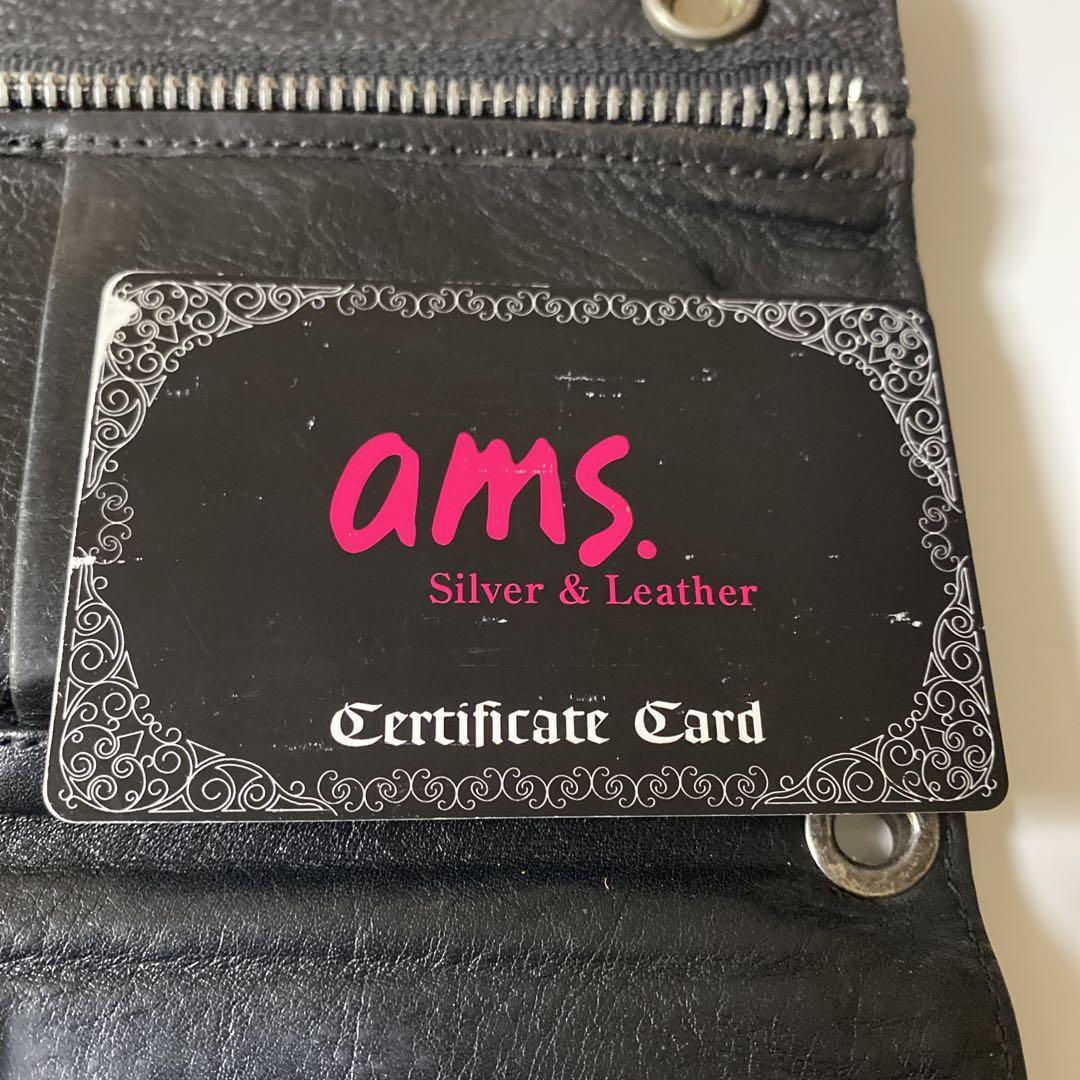 ams.
Silver & Leather
Certificate Card